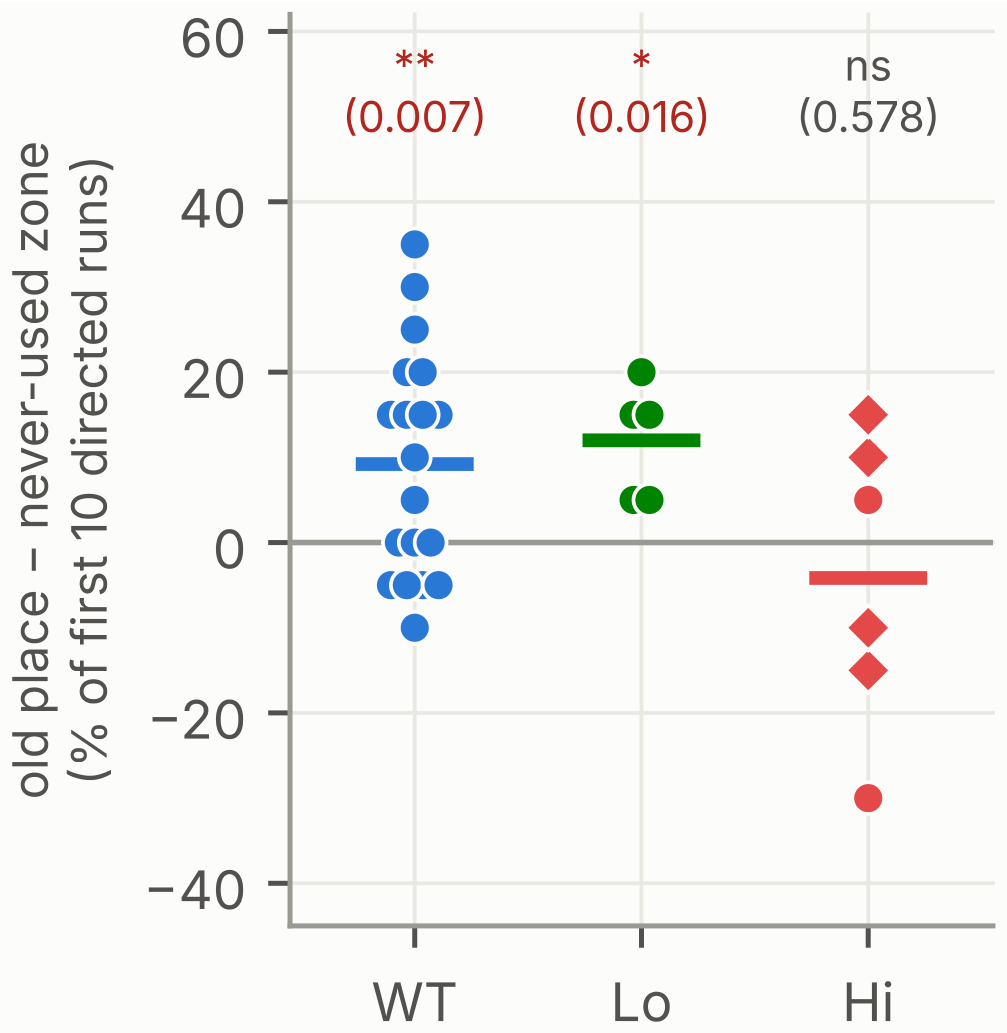 old place – never-used zone
(% of first 10 directed runs)
60
40
20
0
−20
−40
**
(0.007)
*
(0.016)
ns
(0.578)
WT
Lo
Hi